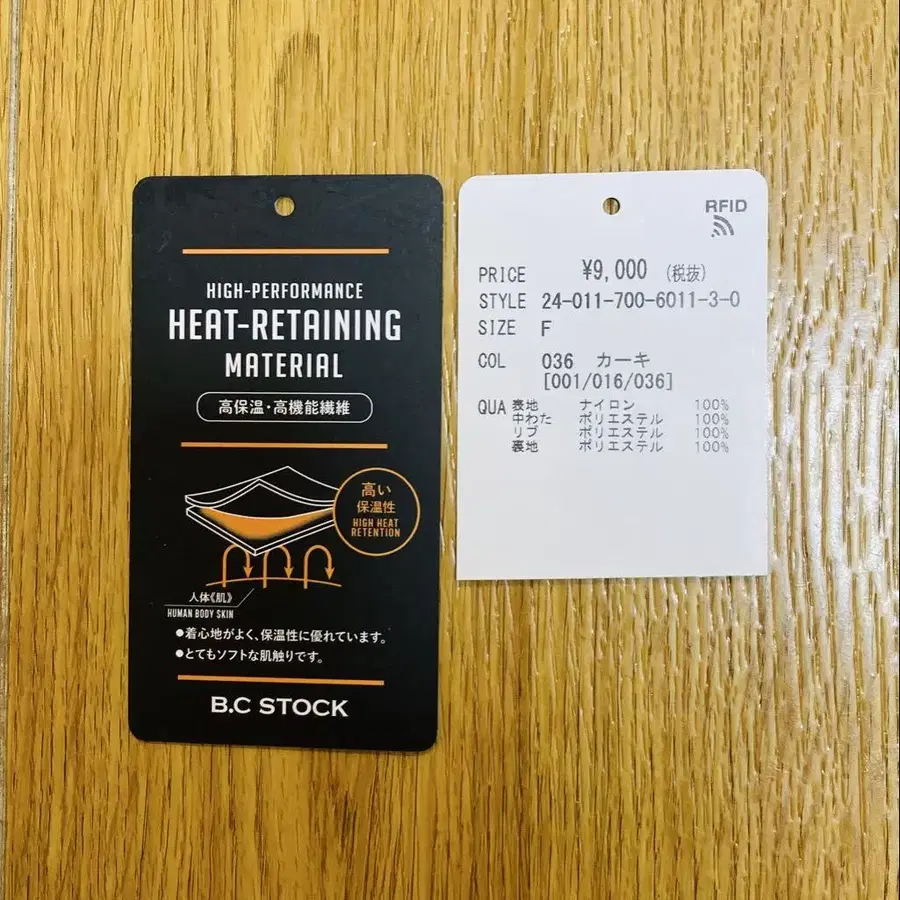 HIGH-PERFORMANCE
HEAT-RETAINING
MATERIAL
高保温・高機能繊維
高い
保温性
HIGH HEAT
RETENTION
人体《肌》
HUMAN BODY SKIN
●着心地がよく、保温性に優れています。
●とてもソフトな肌触りです。
B.C STOCK
RFID
PRICE ¥9,000 (税抜)
STYLE 24-011-700-6011-3-0
SIZE F
COL 036 カーキ
[001/016/036]
QUA 表地 ナイロン 100%
中わた ポリエステル 100%
リブ ポリエステル 100%
裏地 ポリエステル 100%